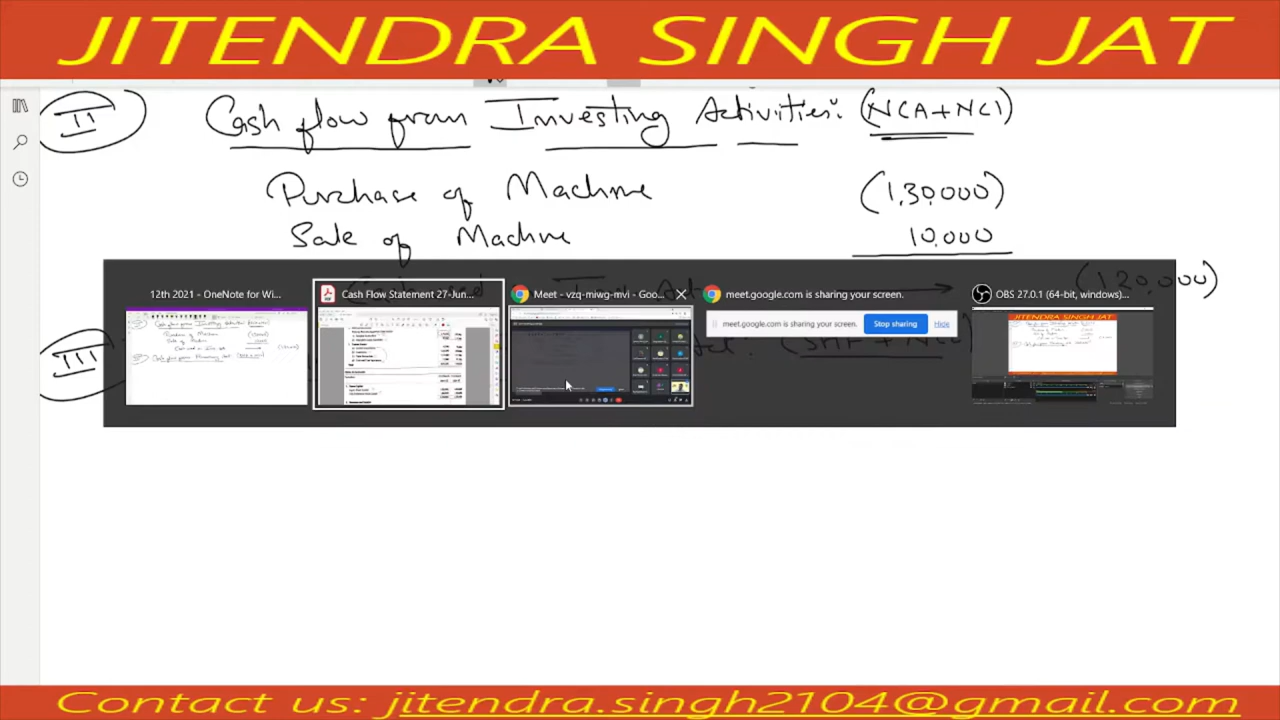 JITENDRA SINGH JAT
II Cash flow from Investing Activities: (NCA+NCI)
Purchase of Machine (1,30,000)
Sale of Machine 10,000
(120,000)
III (SHF + NCL)
12th 2021 - OneNote for Wi...
Cash Flow Statement 27-Jun...
Meet - vzq-miwg-mvi - Goo...
meet.google.com is sharing your screen.
OBS 27.0.1 (64-bit, windows)...
meet.google.com is sharing your screen. Stop sharing Hide
Contact us: jitendra.singh2104@gmail.com